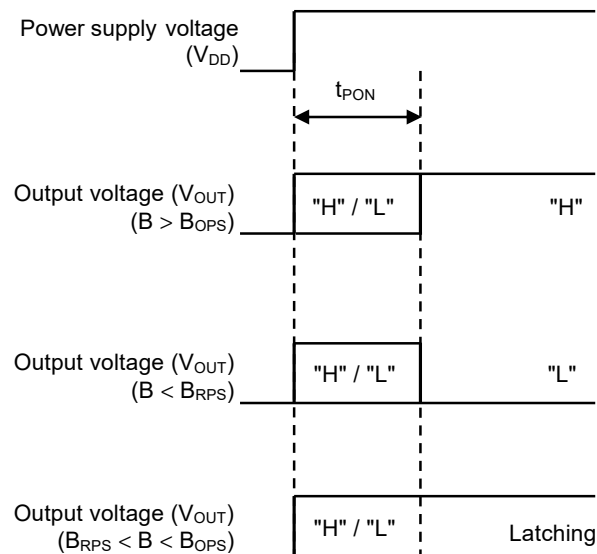 Power supply voltage
(VDD)
tPON
Output voltage (VOUT)
(B > BOPS)
"H" / "L"
"H"
Output voltage (VOUT)
(B < BRPS)
"H" / "L"
"L"
Output voltage (VOUT)
(BRPS < B < BOPS)
"H" / "L"
Latching